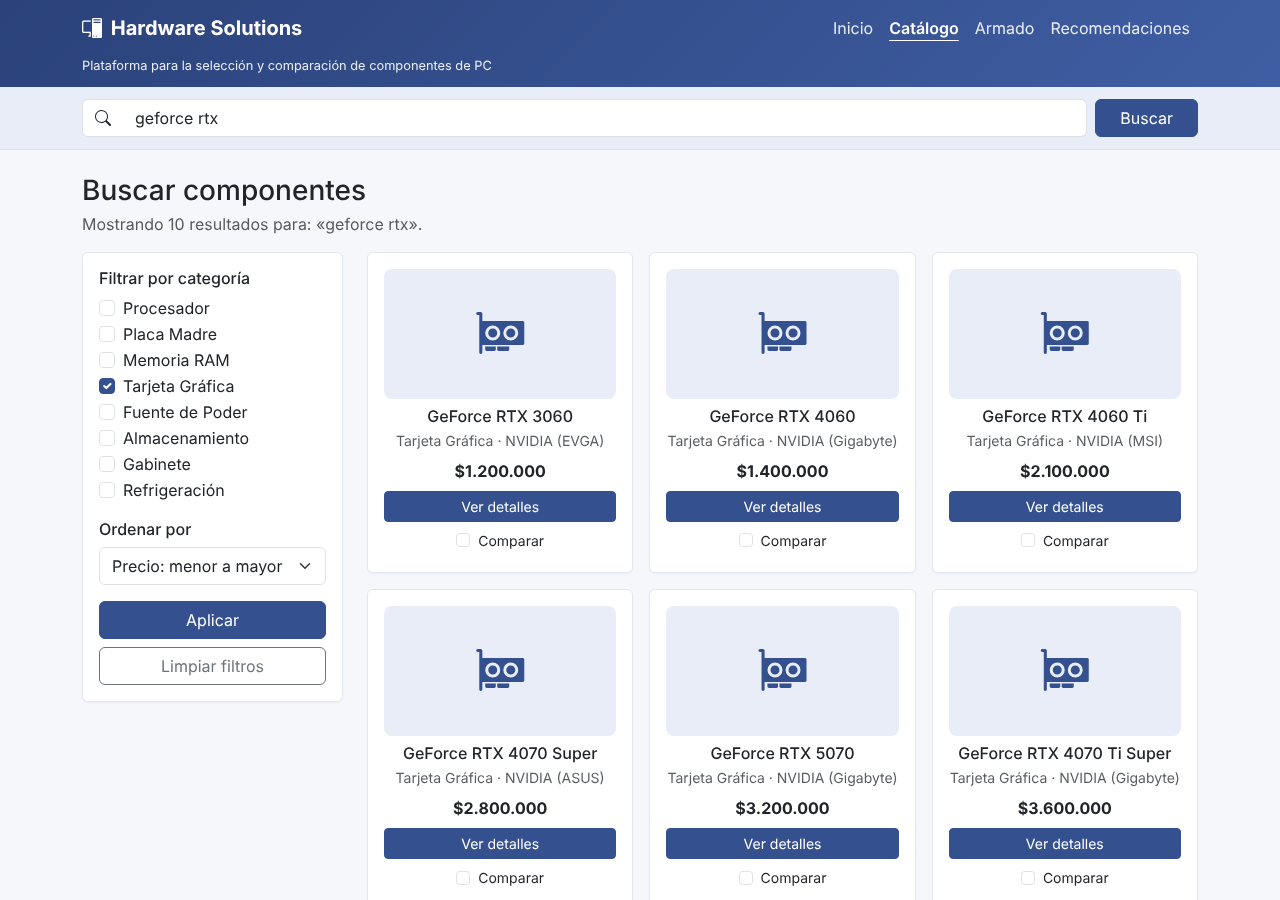 Hardware Solutions
Inicio Catálogo Armado Recomendaciones
Plataforma para la selección y comparación de componentes de PC
geforce rtx
Buscar
Buscar componentes
Mostrando 10 resultados para: «geforce rtx».
Filtrar por categoría
Procesador
Placa Madre
Memoria RAM
Tarjeta Gráfica
Fuente de Poder
Almacenamiento
Gabinete
Refrigeración
Ordenar por
Precio: menor a mayor
Aplicar
Limpiar filtros
GeForce RTX 3060
Tarjeta Gráfica · NVIDIA (EVGA)
$1.200.000
Ver detalles
Comparar
GeForce RTX 4060
Tarjeta Gráfica · NVIDIA (Gigabyte)
$1.400.000
Ver detalles
Comparar
GeForce RTX 4060 Ti
Tarjeta Gráfica · NVIDIA (MSI)
$2.100.000
Ver detalles
Comparar
GeForce RTX 4070 Super
Tarjeta Gráfica · NVIDIA (ASUS)
$2.800.000
Ver detalles
Comparar
GeForce RTX 5070
Tarjeta Gráfica · NVIDIA (Gigabyte)
$3.200.000
Ver detalles
Comparar
GeForce RTX 4070 Ti Super
Tarjeta Gráfica · NVIDIA (Gigabyte)
$3.600.000
Ver detalles
Comparar